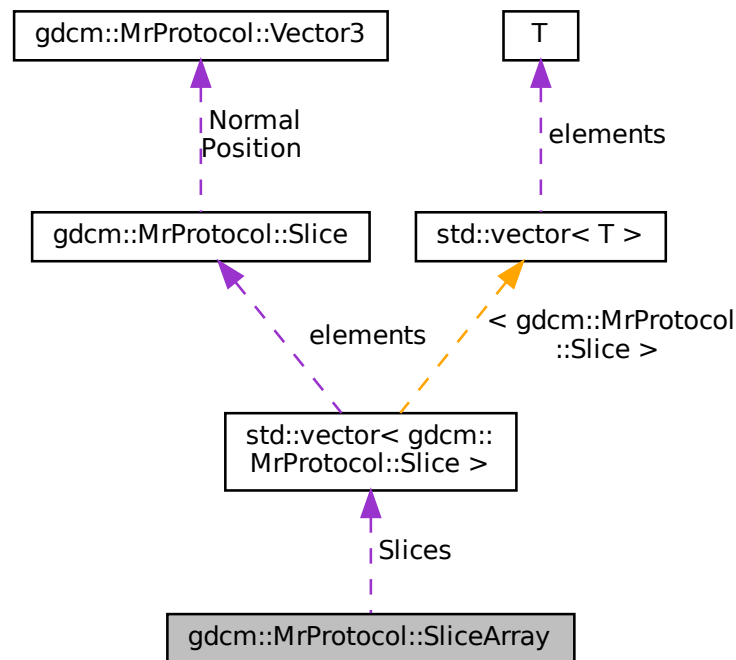 gdcm::MrProtocol::Vector3
T
Normal
Position
elements
gdcm::MrProtocol::Slice
std::vector< T >
elements
< gdcm::MrProtocol
::Slice >
std::vector< gdcm::
MrProtocol::Slice >
Slices
gdcm::MrProtocol::SliceArray